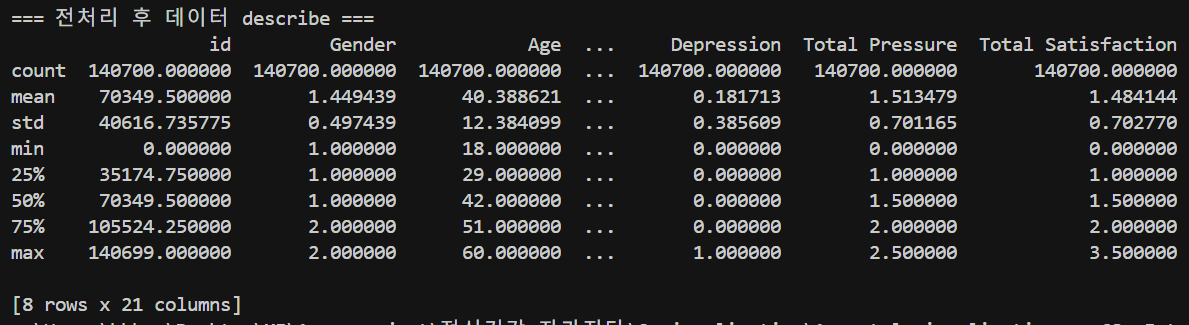 === 전처리 후 데이터 describe ===
id Gender Age ... Depression Total Pressure Total Satisfaction
count 140700.000000 140700.000000 140700.000000 ... 140700.000000 140700.000000 140700.000000
mean 70349.500000 1.449439 40.388621 ... 0.181713 1.513479 1.484144
std 40616.735775 0.497439 12.384099 ... 0.385609 0.701165 0.702770
min 0.000000 1.000000 18.000000 ... 0.000000 0.000000 0.000000
25% 35174.750000 1.000000 29.000000 ... 0.000000 1.000000 1.000000
50% 70349.500000 1.000000 42.000000 ... 0.000000 1.500000 1.500000
75% 105524.250000 2.000000 51.000000 ... 0.000000 2.000000 2.000000
max 140699.000000 2.000000 60.000000 ... 1.000000 2.500000 3.500000
[8 rows x 21 columns]